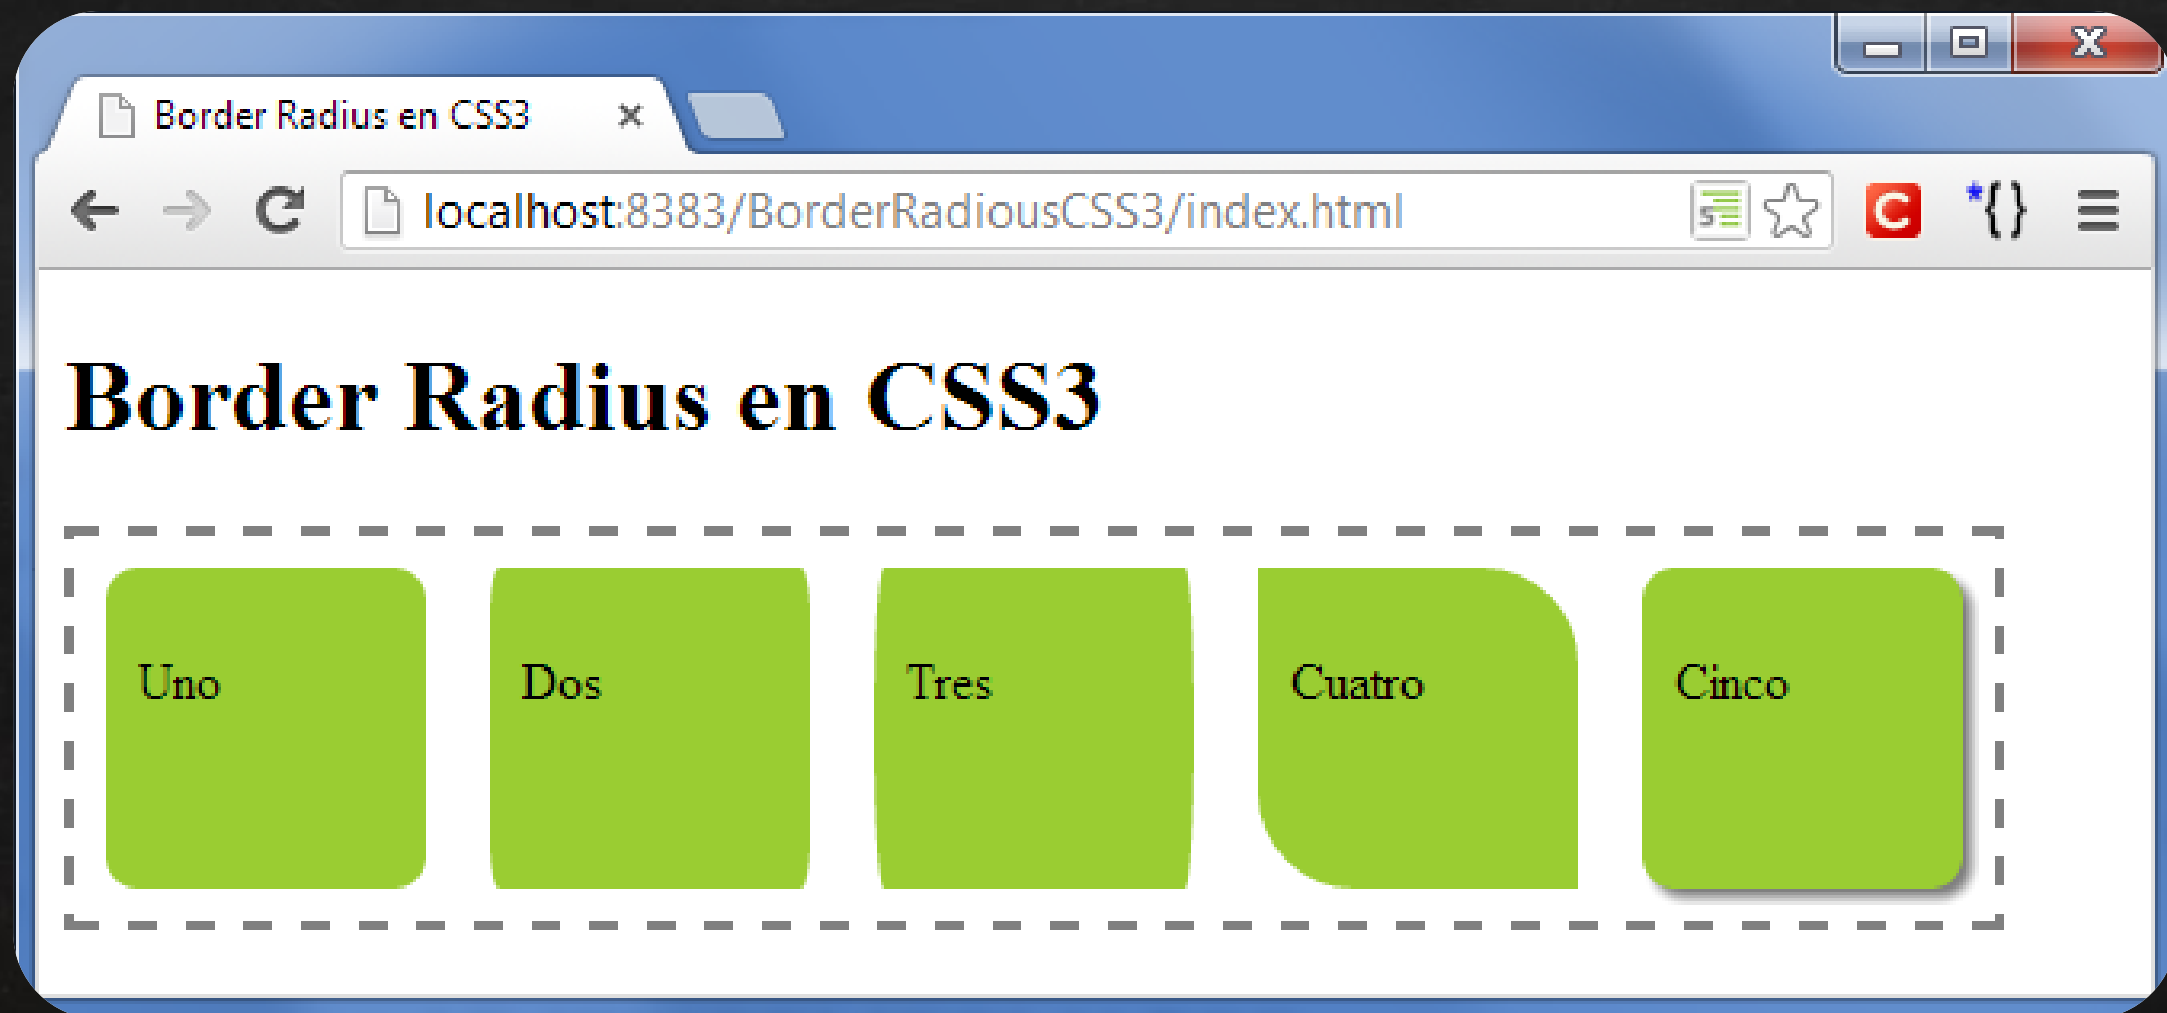 Border Radius en CSS3
localhost:8383/BorderRadiousCSS3/index.html
S
C
*{}
Border Radius en CSS3
Uno
Dos
Tres
Cuatro
Cinco